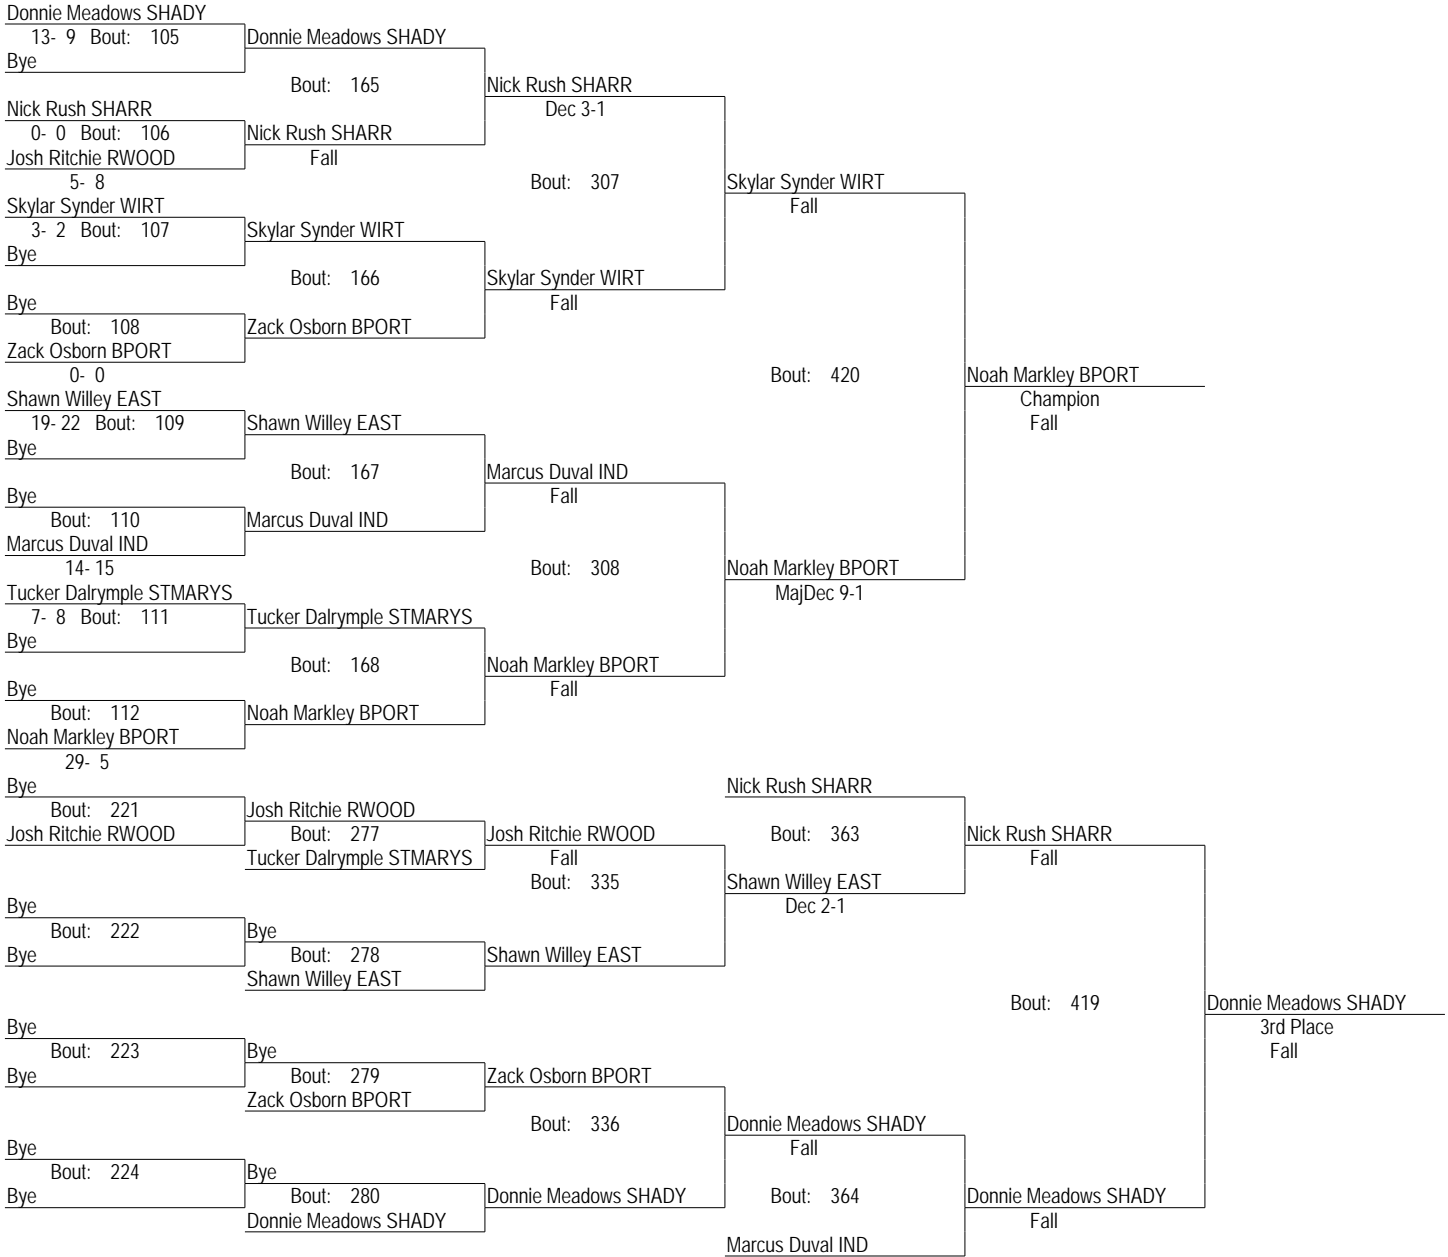 Donnie Meadows SHADY
13- 9 Bout: 105 Donnie Meadows SHADY
Bye
Bout: 165 Nick Rush SHARR
Nick Rush SHARR Dec 3-1
0- 0 Bout: 106 Nick Rush SHARR
Josh Ritchie RWOOD Fall
5- 8 Bout: 307 Skylar Synder WIRT
Skylar Synder WIRT Fall
3- 2 Bout: 107 Skylar Synder WIRT
Bye
Bout: 166 Skylar Synder WIRT
Bye Fall
Bout: 108 Zack Osborn BPORT
Zack Osborn BPORT
0- 0 Bout: 420 Noah Markley BPORT
Shawn Willey EAST Champion
19- 22 Bout: 109 Shawn Willey EAST Fall
Bye
Bout: 167 Marcus Duval IND
Bye Fall
Bout: 110 Marcus Duval IND
Marcus Duval IND
14- 15 Bout: 308 Noah Markley BPORT
Tucker Dalrymple STMARYS MajDec 9-1
7- 8 Bout: 111 Tucker Dalrymple STMARYS
Bye
Bout: 168 Noah Markley BPORT
Bye Fall
Bout: 112 Noah Markley BPORT
Noah Markley BPORT
29- 5
Bye Nick Rush SHARR
Bout: 221 Josh Ritchie RWOOD
Josh Ritchie RWOOD Bout: 277 Josh Ritchie RWOOD Bout: 363 Nick Rush SHARR
Tucker Dalrymple STMARYS Fall Fall
Bout: 335 Shawn Willey EAST
Bye Dec 2-1
Bout: 222 Bye
Bye Bout: 278 Shawn Willey EAST
Shawn Willey EAST
Bout: 419 Donnie Meadows SHADY
Bye 3rd Place
Bout: 223 Bye Fall
Bye Bout: 279 Zack Osborn BPORT
Zack Osborn BPORT
Bout: 336 Donnie Meadows SHADY
Bye Fall
Bout: 224 Bye
Bye Bout: 280 Donnie Meadows SHADY Bout: 364 Donnie Meadows SHADY
Donnie Meadows SHADY Fall
Marcus Duval IND